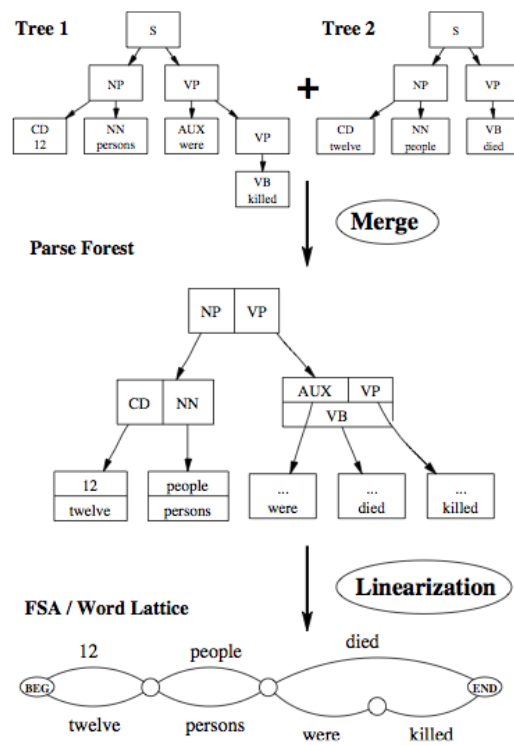 Tree 1
S
NP VP
CD
12
NN
persons
AUX
were
VP
VB
killed
+
Tree 2
S
NP VP
CD
twelve
NN
people
VB
died
Merge
Parse Forest
NP VP
CD NN
AUX VP
VB
12
twelve
people
persons
...
were
...
died
...
killed
Linearization
FSA / Word Lattice
12 people died
BEG END
twelve persons were killed